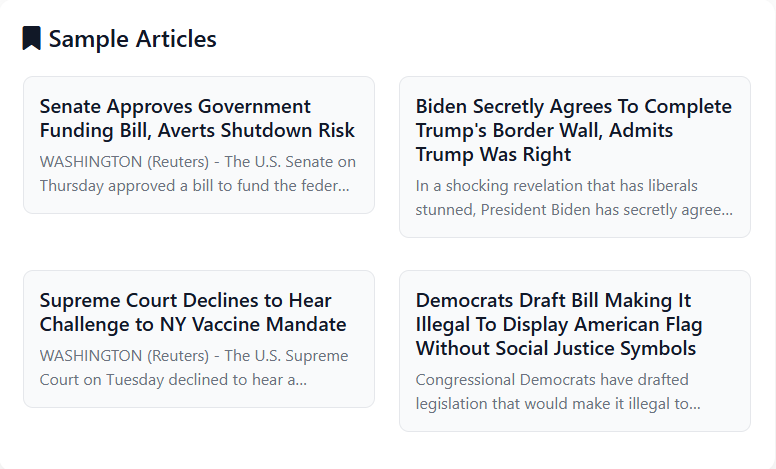 Sample Articles
Senate Approves Government
Funding Bill, Averts Shutdown Risk
WASHINGTON (Reuters) - The U.S. Senate on
Thursday approved a bill to fund the feder...
Biden Secretly Agrees To Complete
Trump's Border Wall, Admits
Trump Was Right
In a shocking revelation that has liberals
stunned, President Biden has secretly agree...
Supreme Court Declines to Hear
Challenge to NY Vaccine Mandate
WASHINGTON (Reuters) - The U.S. Supreme
Court on Tuesday declined to hear a...
Democrats Draft Bill Making It
Illegal To Display American Flag
Without Social Justice Symbols
Congressional Democrats have drafted
legislation that would make it illegal to...